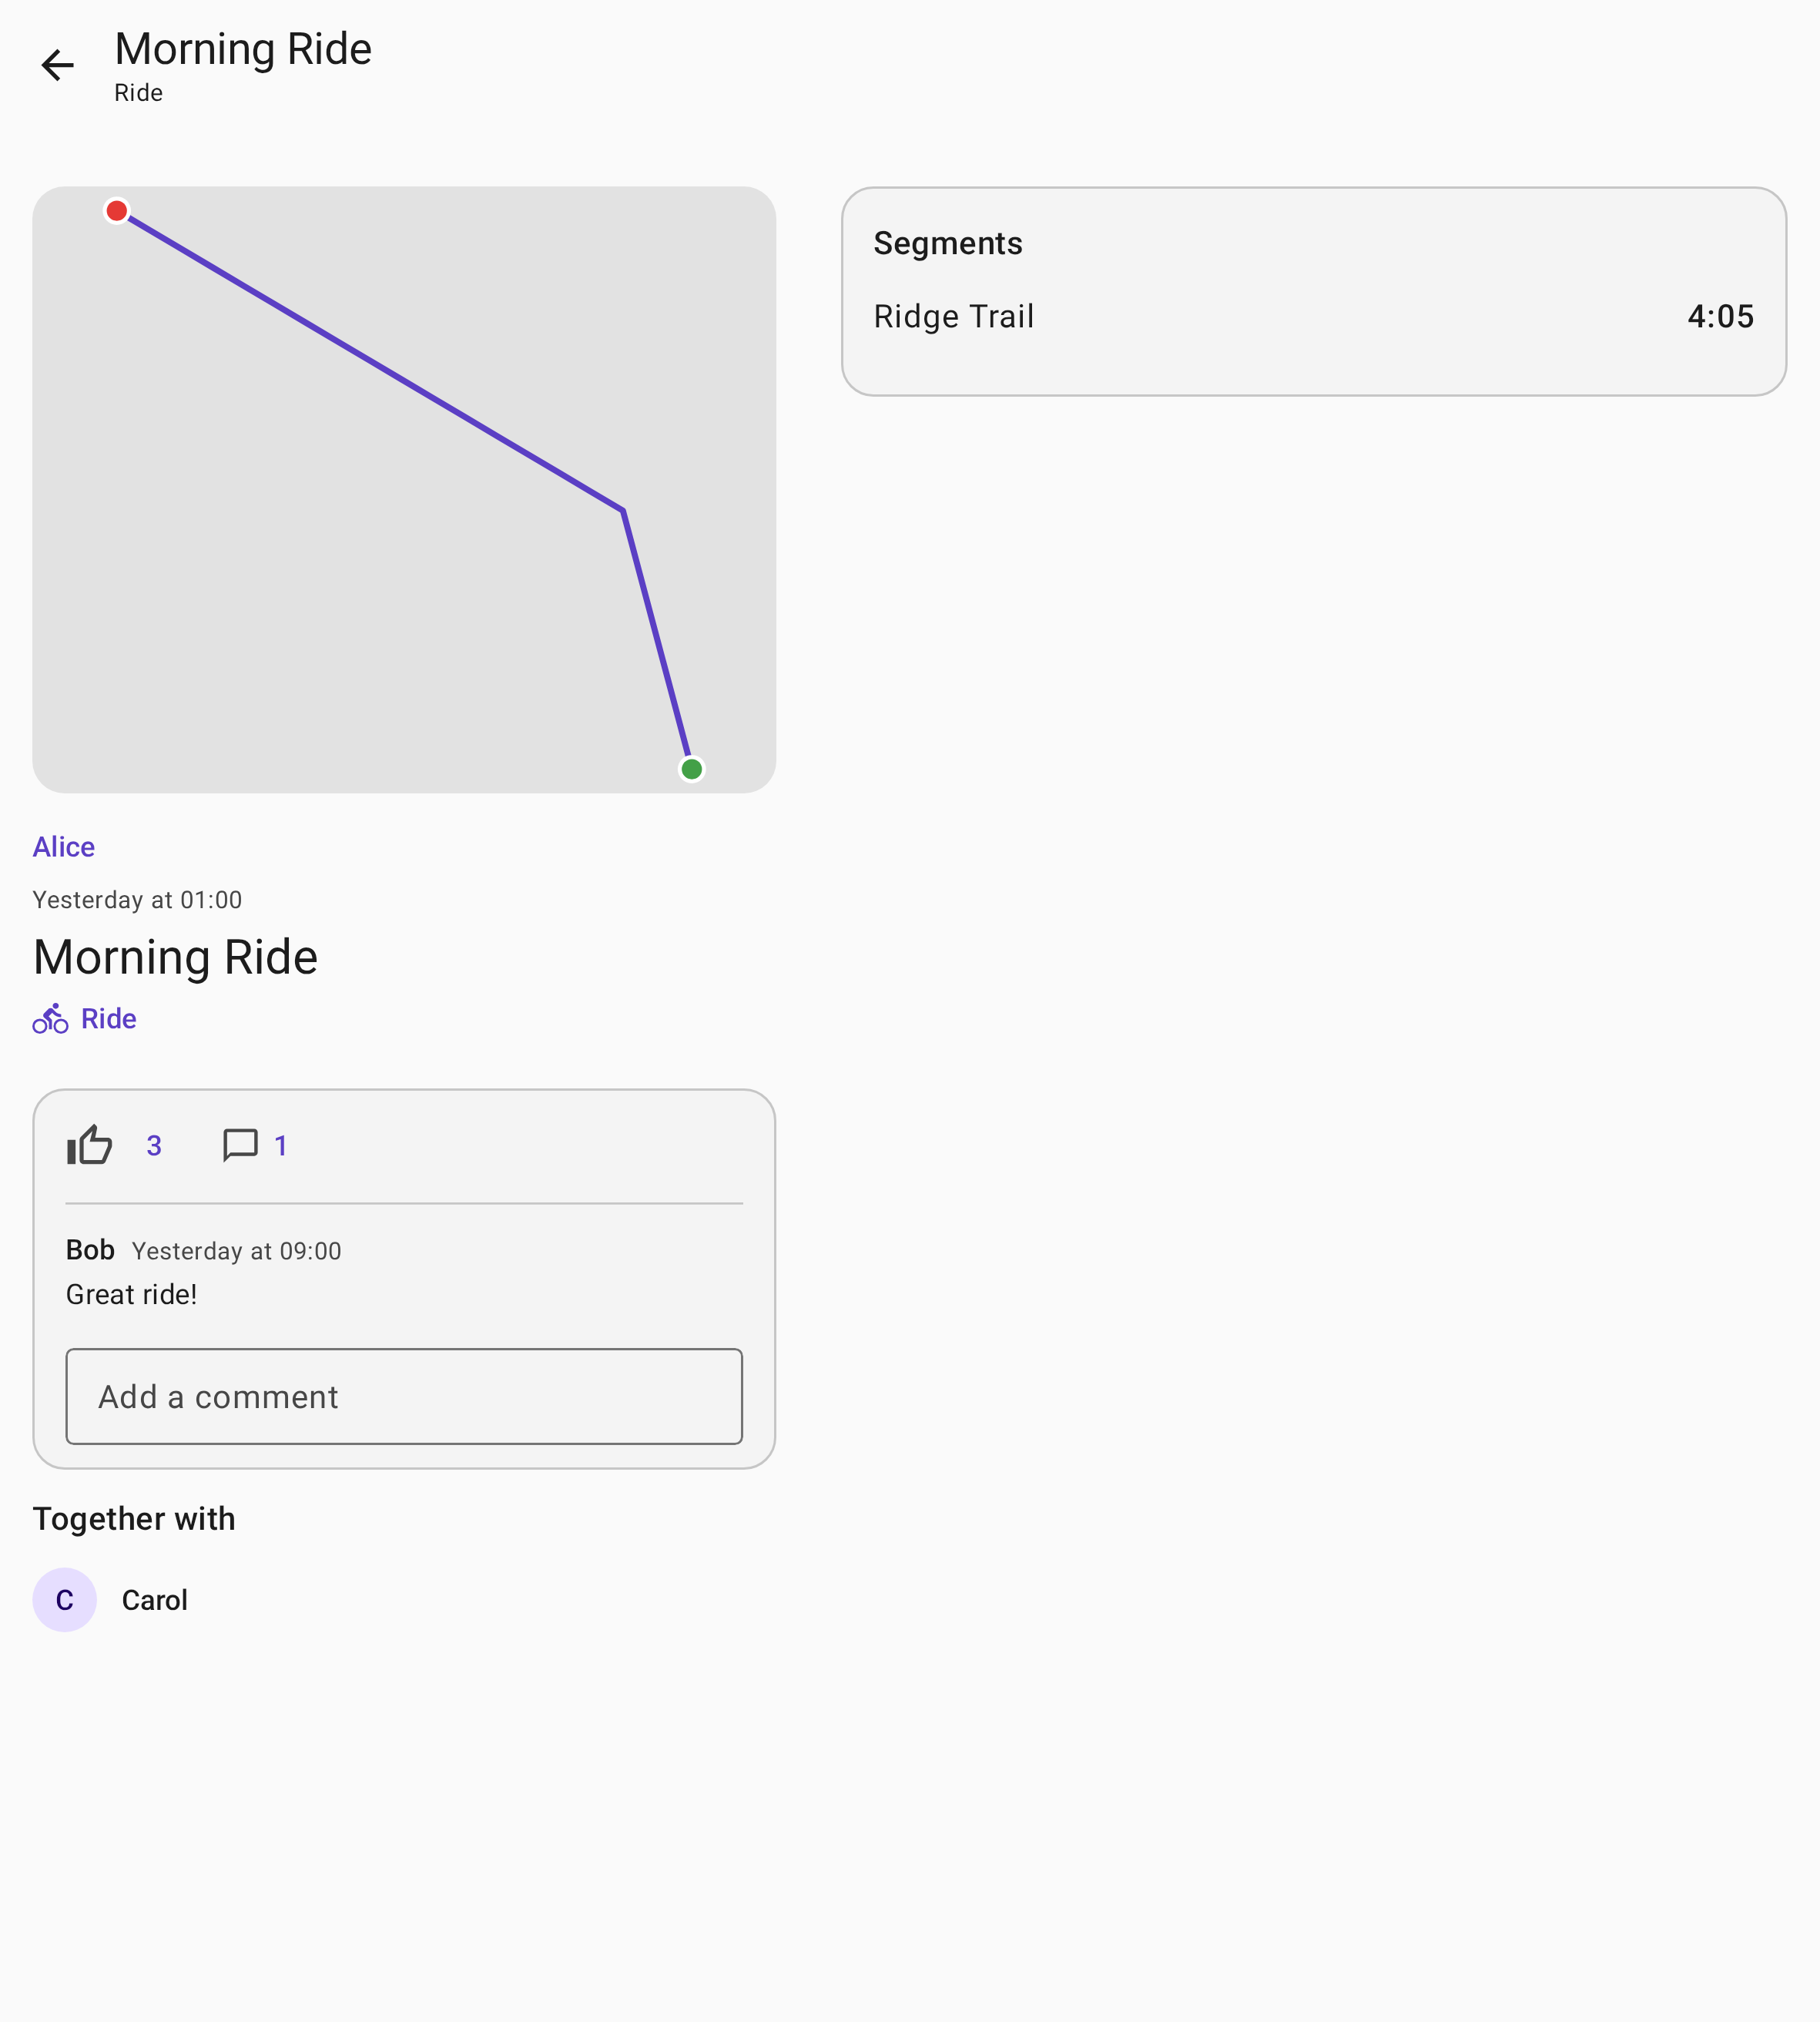 Morning Ride
Ride
Segments
Ridge Trail 4:05
Alice
Yesterday at 01:00
Morning Ride
Ride
3 1
Bob Yesterday at 09:00
Great ride!
Add a comment
Together with
C Carol